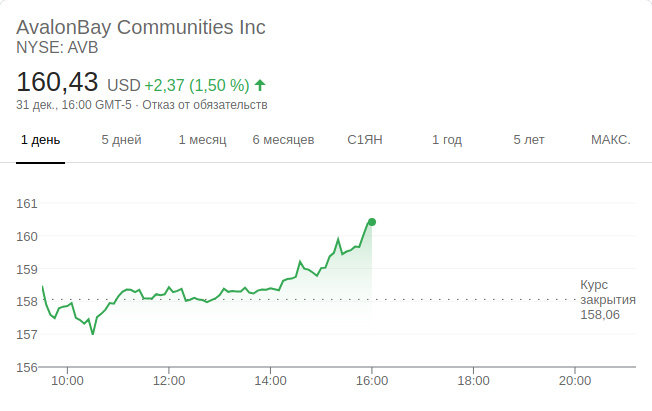 AvalonBay Communities Inc
NYSE: AVB
160,43 USD +2,37 (1,50 %)
31 дек., 16:00 GMT-5 · Отказ от обязательств
1 день 5 дней 1 месяц 6 месяцев С1ЯН 1 год 5 лет МАКС.
161
160
159
158
157
156
Курс
закрытия
158,06
10:00 12:00 14:00 16:00 18:00 20:00